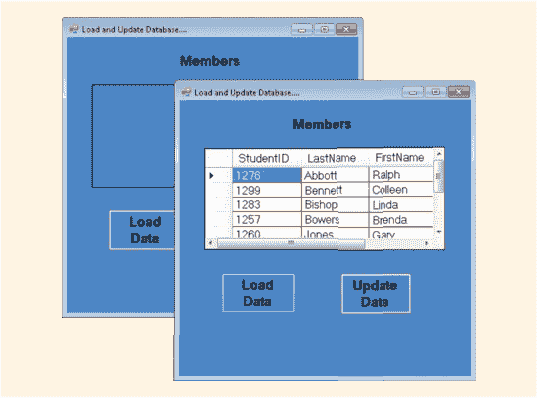 Load and Update Database....
Members
Load
Data
Load and Update Database....
Members
StudentID LastName FirstName
1276 Abbott Ralph
1299 Bennett Colleen
1283 Bishop Linda
1257 Bowers Brenda
1260 Jones Gary
Load
Data
Update
Data